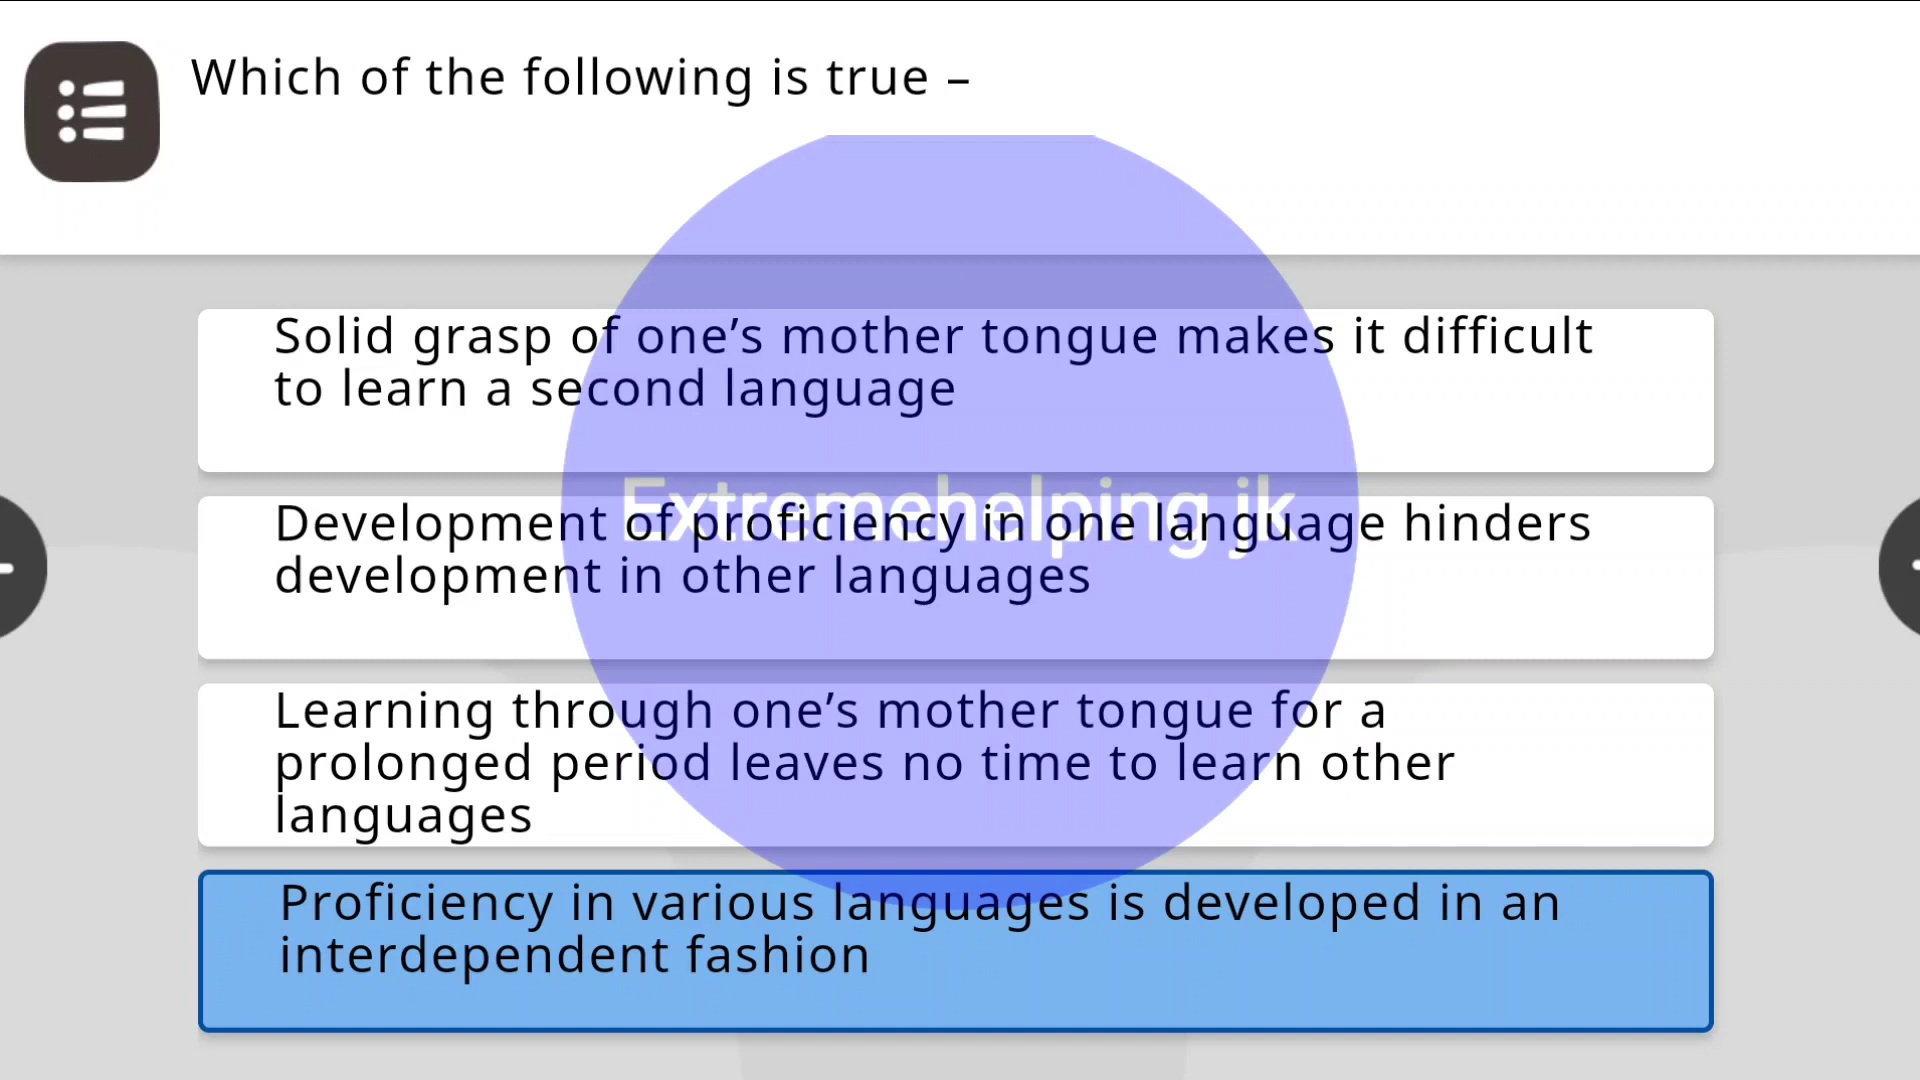 Which of the following is true –
Solid grasp of one’s mother tongue makes it difficult
to learn a second language
Extremehelping jk
Development of proficiency in one language hinders
development in other languages
Learning through one’s mother tongue for a
prolonged period leaves no time to learn other
languages
Proficiency in various languages is developed in an
interdependent fashion